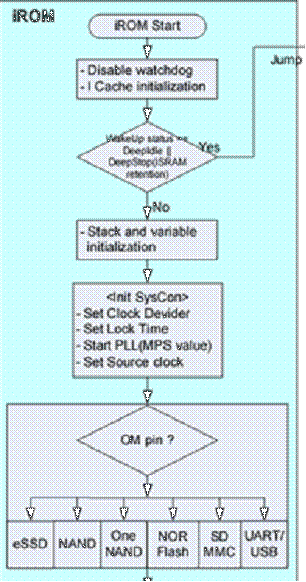 iROM
iROM Start
- Disable watchdog
- I Cache initialization
Jump
WakeUp status ==
DeepIdle ||
DeepStop(SRAM
retention)
Yes
No
- Stack and variable
initialization
<Init SysCon>
- Set Clock Devider
- Set Lock Time
- Start PLL(MPS value)
- Set Source clock
OM pin ?
eSSD
NAND
One
NAND
NOR
Flash
SD
MMC
UART/
USB